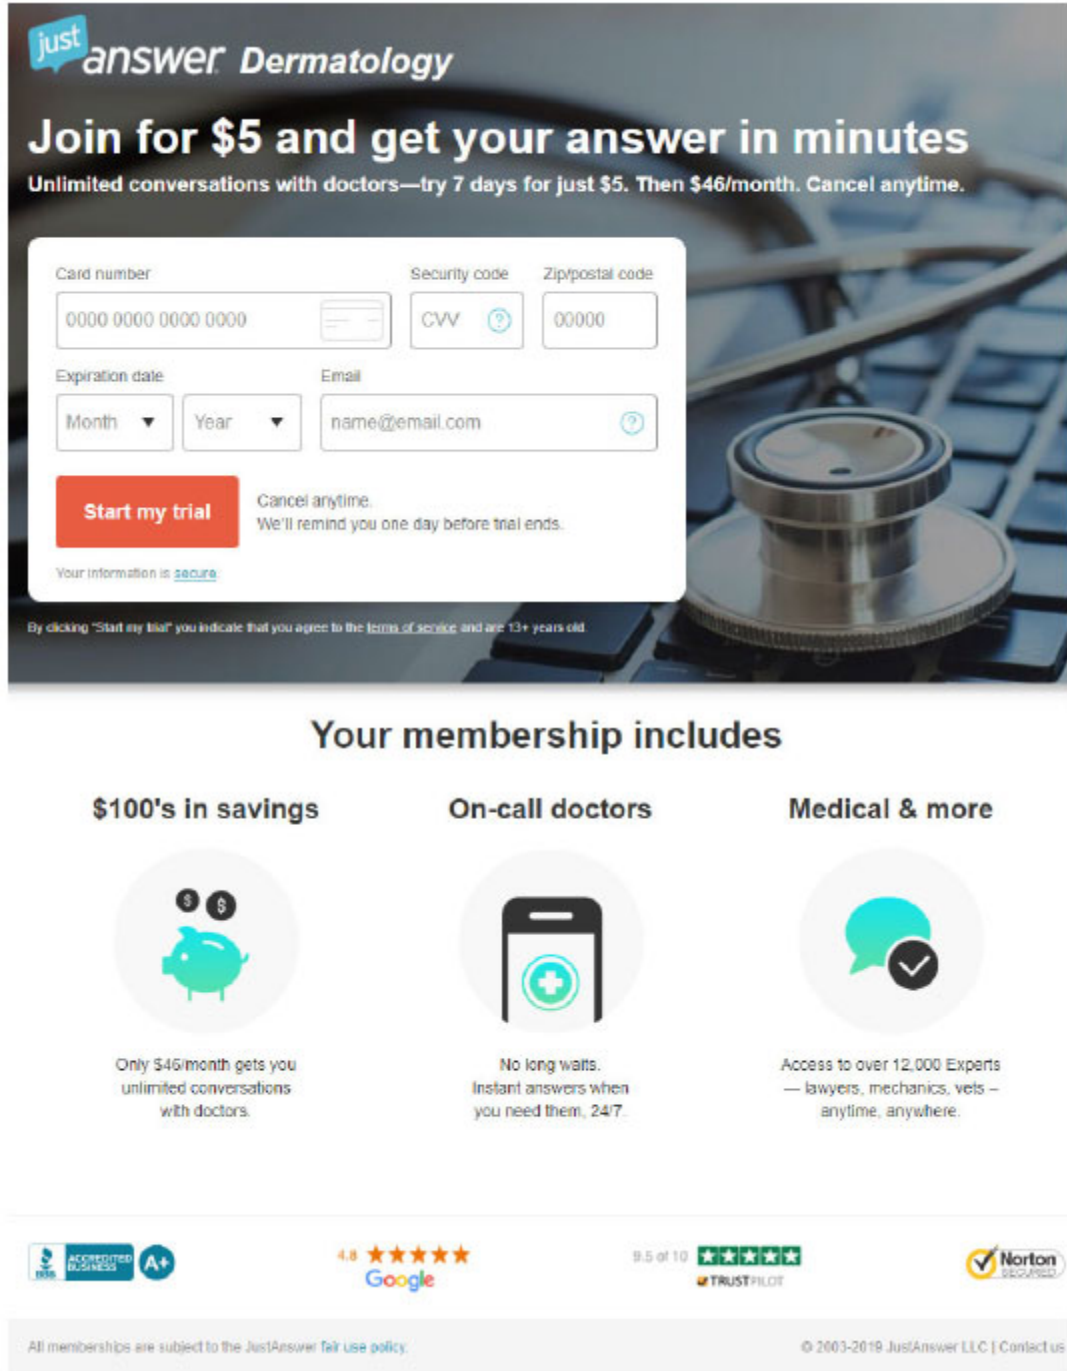 just answer Dermatology
Join for $5 and get your answer in minutes
Unlimited conversations with doctors—try 7 days for just $5. Then $46/month. Cancel anytime.
Card number Security code Zip/postal code
0000 0000 0000 0000 CVV ? 00000
Expiration date Email
Month Year name@email.com ?
Start my trial
Cancel anytime.
We'll remind you one day before trial ends.
Your information is secure.
By clicking "Start my trial" you indicate that you agree to the terms of service and are 13+ years old.
Your membership includes
$100's in savings
On-call doctors
Medical & more
$ $
Only $46/month gets you
unlimited conversations
with doctors.
No long waits.
Instant answers when
you need them, 24/7.
Access to over 12,000 Experts
— lawyers, mechanics, vets –
anytime, anywhere.
BBB ACCREDITED BUSINESS A+
4.8
Google
9.5 of 10
TRUSTPILOT
Norton
SECURED
All memberships are subject to the JustAnswer fair use policy.
© 2003-2019 JustAnswer LLC | Contact us